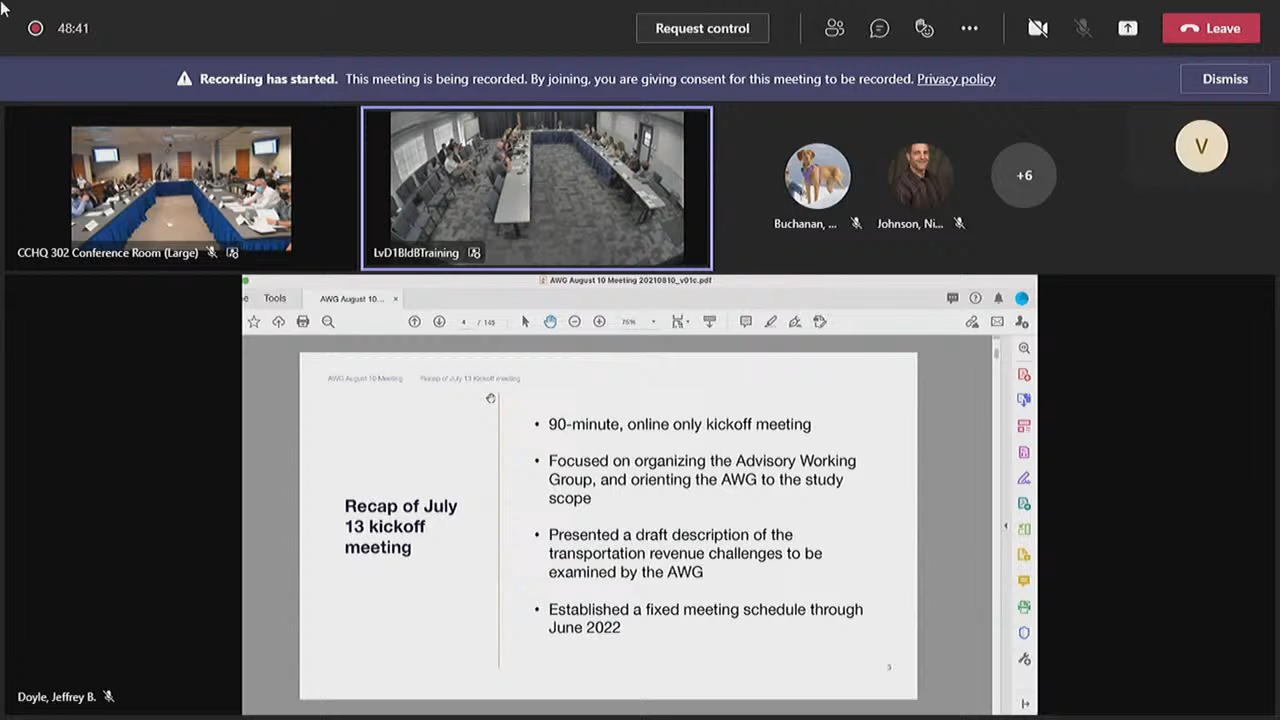 48:41
Request control
Leave
Recording has started. This meeting is being recorded. By joining, you are giving consent for this meeting to be recorded. Privacy policy
Dismiss
CCHQ 302 Conference Room (Large)
LvD1BldBTraining
Buchanan, ...
Johnson, Ni...
+6
V
AWG August 10 Meeting 20210810_v01c.pdf
e
Tools
AWG August 10... ×
4 / 145
75%
AWG August 10 Meeting Recap of July 13 Kickoff meeting
Recap of July
13 kickoff
meeting
• 90-minute, online only kickoff meeting
• Focused on organizing the Advisory Working
Group, and orienting the AWG to the study
scope
• Presented a draft description of the
transportation revenue challenges to be
examined by the AWG
• Established a fixed meeting schedule through
June 2022
3
Doyle, Jeffrey B.